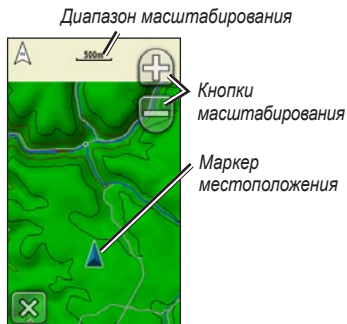 Диапазон масштабирования
500m
Кнопки
масштабирования
Маркер
местоположения